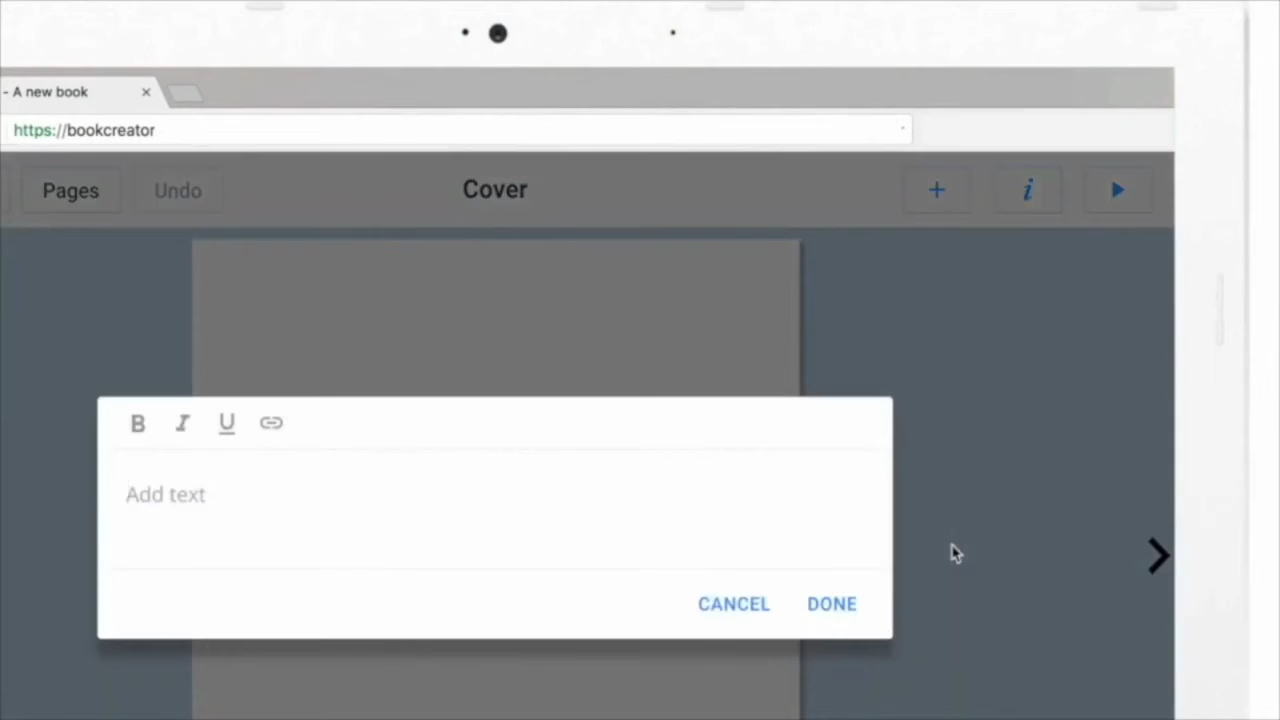 - A new book
https://bookcreator
Pages Undo Cover
B I U
Add text
CANCEL DONE